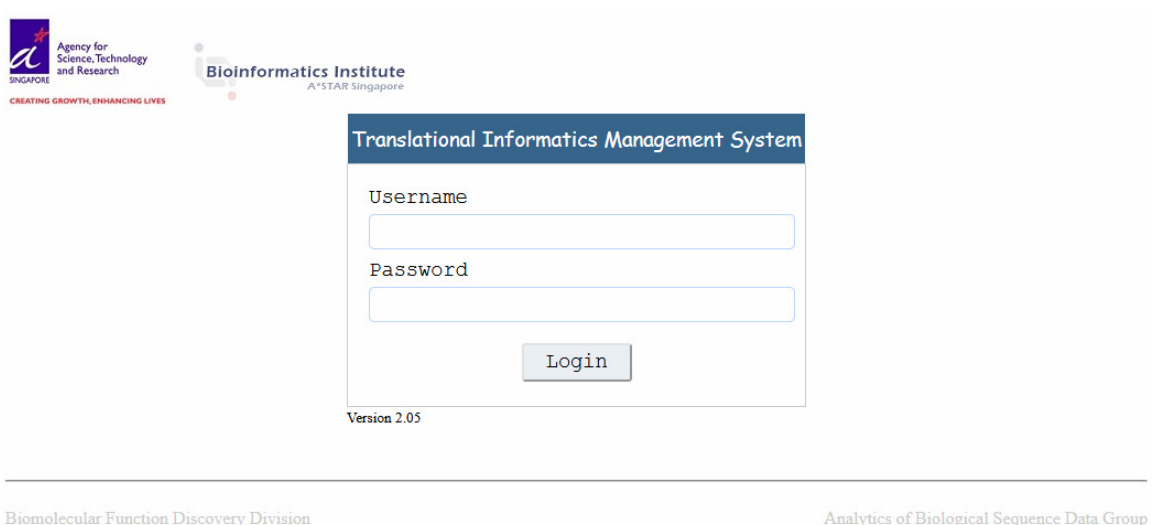 Agency for
Science, Technology
and Research
SINGAPORE
CREATING GROWTH, ENHANCING LIVES
Bioinformatics Institute
A*STAR Singapore
Translational Informatics Management System
Username
Password
Login
Version 2.05
Biomolecular Function Discovery Division
Analytics of Biological Sequence Data Group